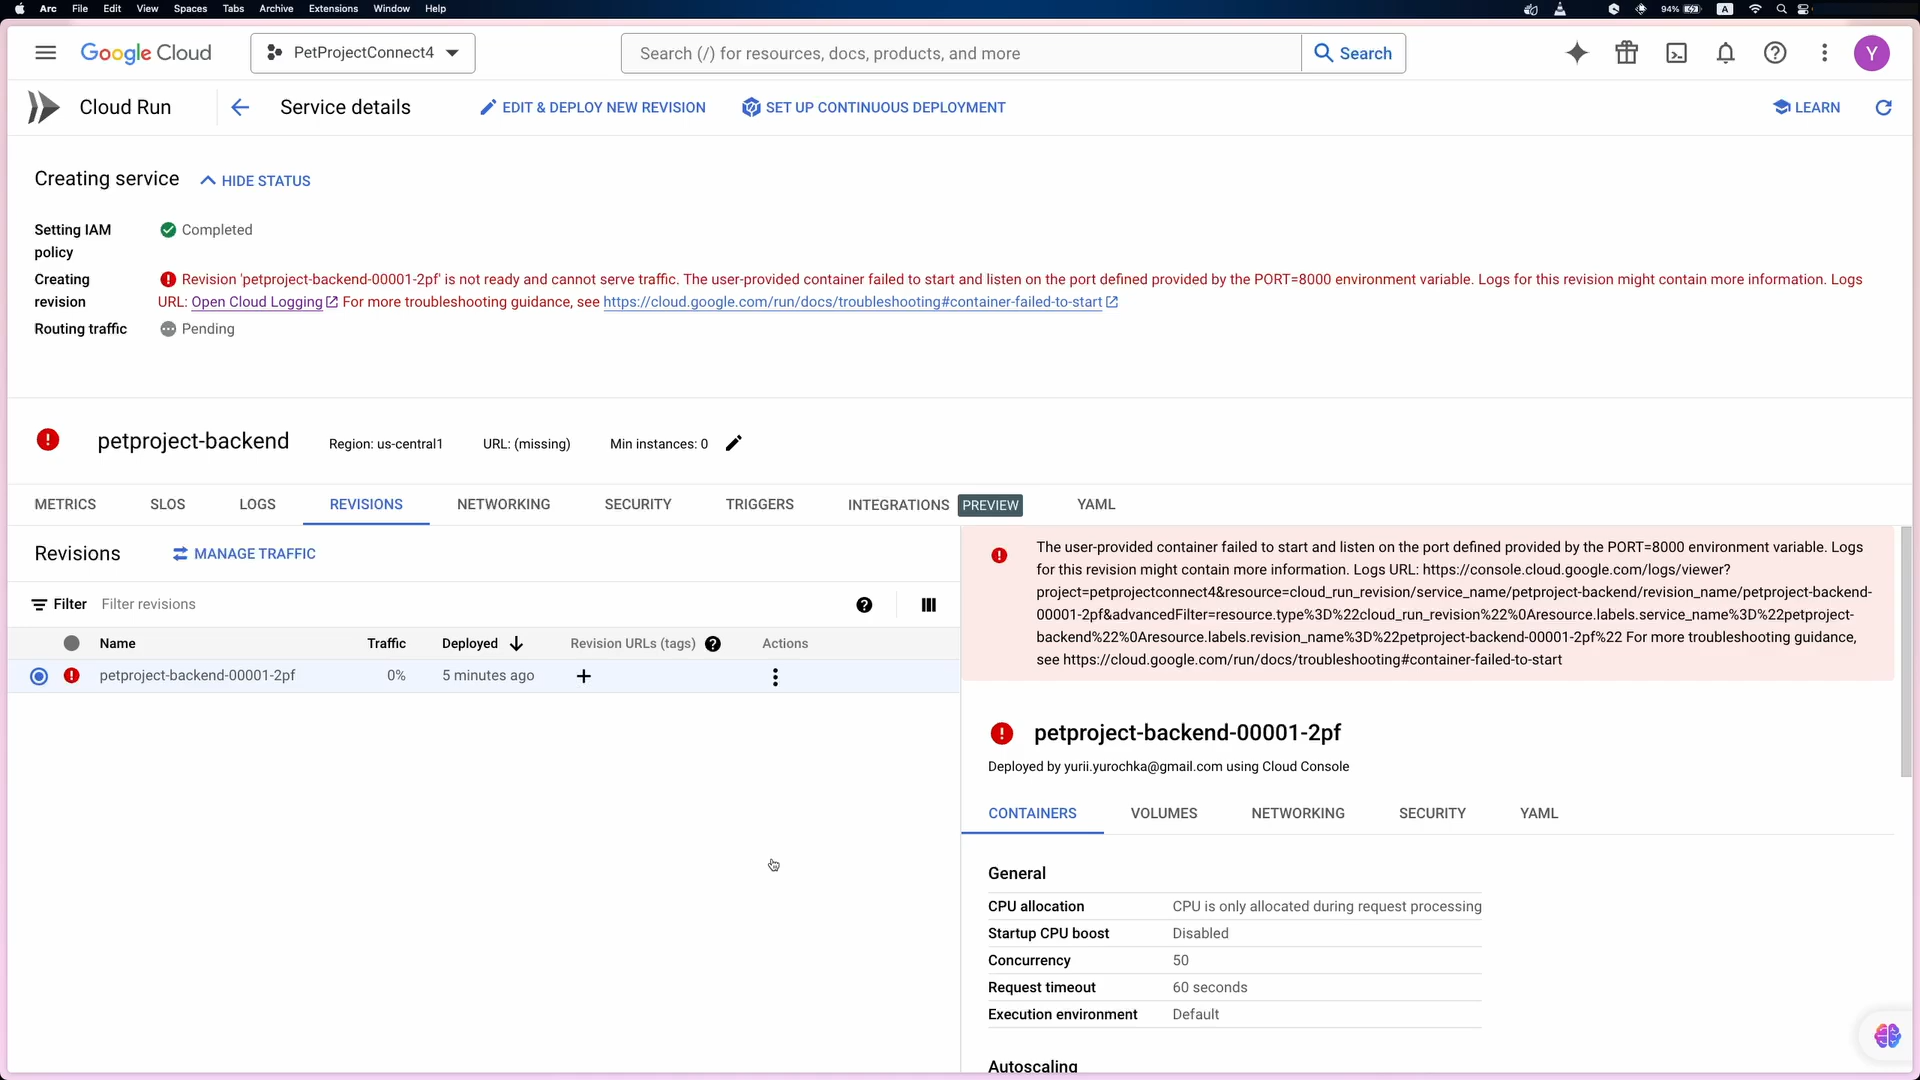 Arc File Edit View Spaces Tabs Archive Extensions Window Help
94% A
Google Cloud PetProjectConnect4 Search (/) for resources, docs, products, and more Search Y
Cloud Run Service details EDIT & DEPLOY NEW REVISION SET UP CONTINUOUS DEPLOYMENT LEARN
Creating service HIDE STATUS
Setting IAM policy Completed
Creating revision Revision 'petproject-backend-00001-2pf' is not ready and cannot serve traffic. The user-provided container failed to start and listen on the port defined provided by the PORT=8000 environment variable. Logs for this revision might contain more information. Logs
URL: Open Cloud Logging For more troubleshooting guidance, see https://cloud.google.com/run/docs/troubleshooting#container-failed-to-start
Routing traffic Pending
petproject-backend Region: us-central1 URL: (missing) Min instances: 0
METRICS SLOS LOGS REVISIONS NETWORKING SECURITY TRIGGERS INTEGRATIONS PREVIEW YAML
Revisions MANAGE TRAFFIC
Filter Filter revisions
Name Traffic Deployed Revision URLs (tags) Actions
petproject-backend-00001-2pf 0% 5 minutes ago
The user-provided container failed to start and listen on the port defined provided by the PORT=8000 environment variable. Logs
for this revision might contain more information. Logs URL: https://console.cloud.google.com/logs/viewer?
project=petprojectconnect4&resource=cloud_run_revision/service_name/petproject-backend/revision_name/petproject-backend-
00001-2pf&advancedFilter=resource.type%3D%22cloud_run_revision%22%0Aresource.labels.service_name%3D%22petproject-
backend%22%0Aresource.labels.revision_name%3D%22petproject-backend-00001-2pf%22 For more troubleshooting guidance,
see https://cloud.google.com/run/docs/troubleshooting#container-failed-to-start
petproject-backend-00001-2pf
Deployed by yurii.yurochka@gmail.com using Cloud Console
CONTAINERS VOLUMES NETWORKING SECURITY YAML
General
CPU allocation CPU is only allocated during request processing
Startup CPU boost Disabled
Concurrency 50
Request timeout 60 seconds
Execution environment Default
Autoscaling